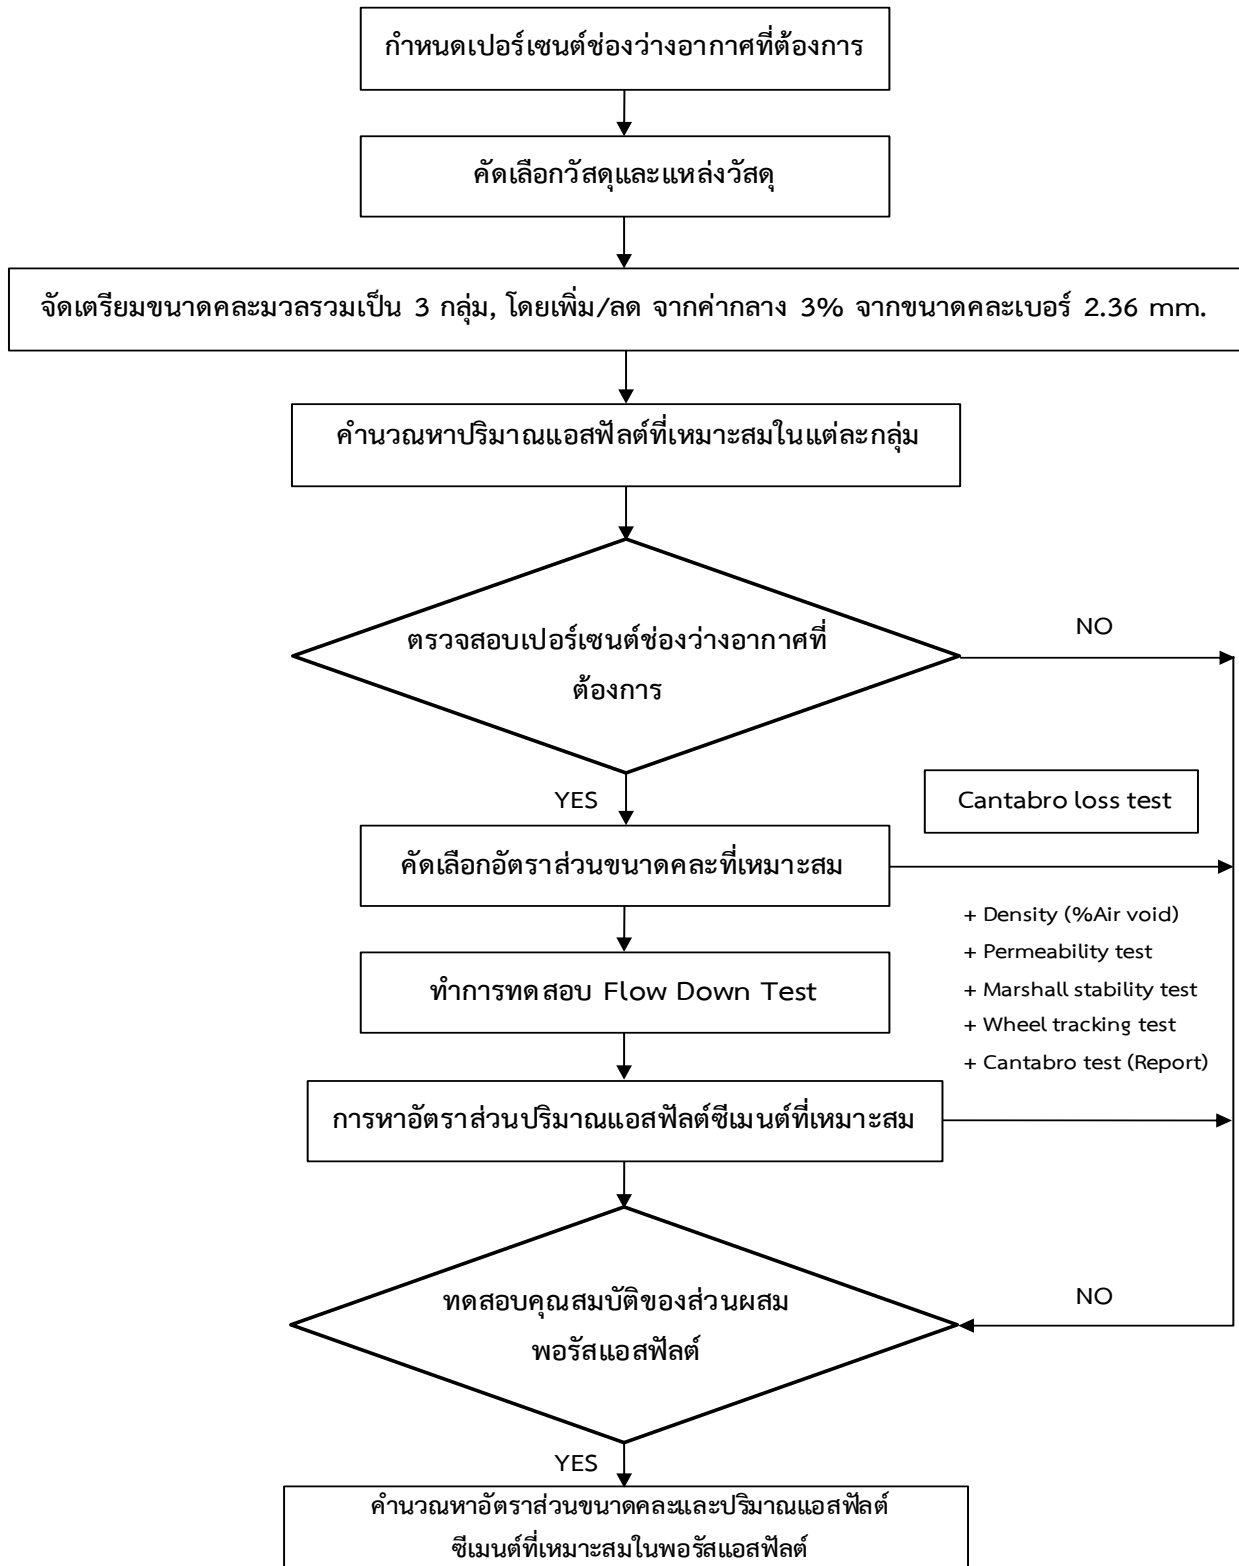 กำหนดเปอร์เซนต์ช่องว่างอากาศที่ต้องการ
คัดเลือกวัสดุและแหล่งวัสดุ
จัดเตรียมขนาดคละมวลรวมเป็น 3 กลุ่ม, โดยเพิ่ม/ลด จากค่ากลาง 3% จากขนาดคละเบอร์ 2.36 mm.
คำนวณหาปริมาณแอสฟัลต์ที่เหมาะสมในแต่ละกลุ่ม
ตรวจสอบเปอร์เซนต์ช่องว่างอากาศที่
ต้องการ
NO
YES
Cantabro loss test
คัดเลือกอัตราส่วนขนาดคละที่เหมาะสม
+ Density (%Air void)
+ Permeability test
+ Marshall stability test
+ Wheel tracking test
+ Cantabro test (Report)
ทำการทดสอบ Flow Down Test
การหาอัตราส่วนปริมาณแอสฟัลต์ซีเมนต์ที่เหมาะสม
ทดสอบคุณสมบัติของส่วนผสม
พอรัสแอสฟัลต์
NO
YES
คำนวณหาอัตราส่วนขนาดคละและปริมาณแอสฟัลต์
ซีเมนต์ที่เหมาะสมในพอรัสแอสฟัลต์